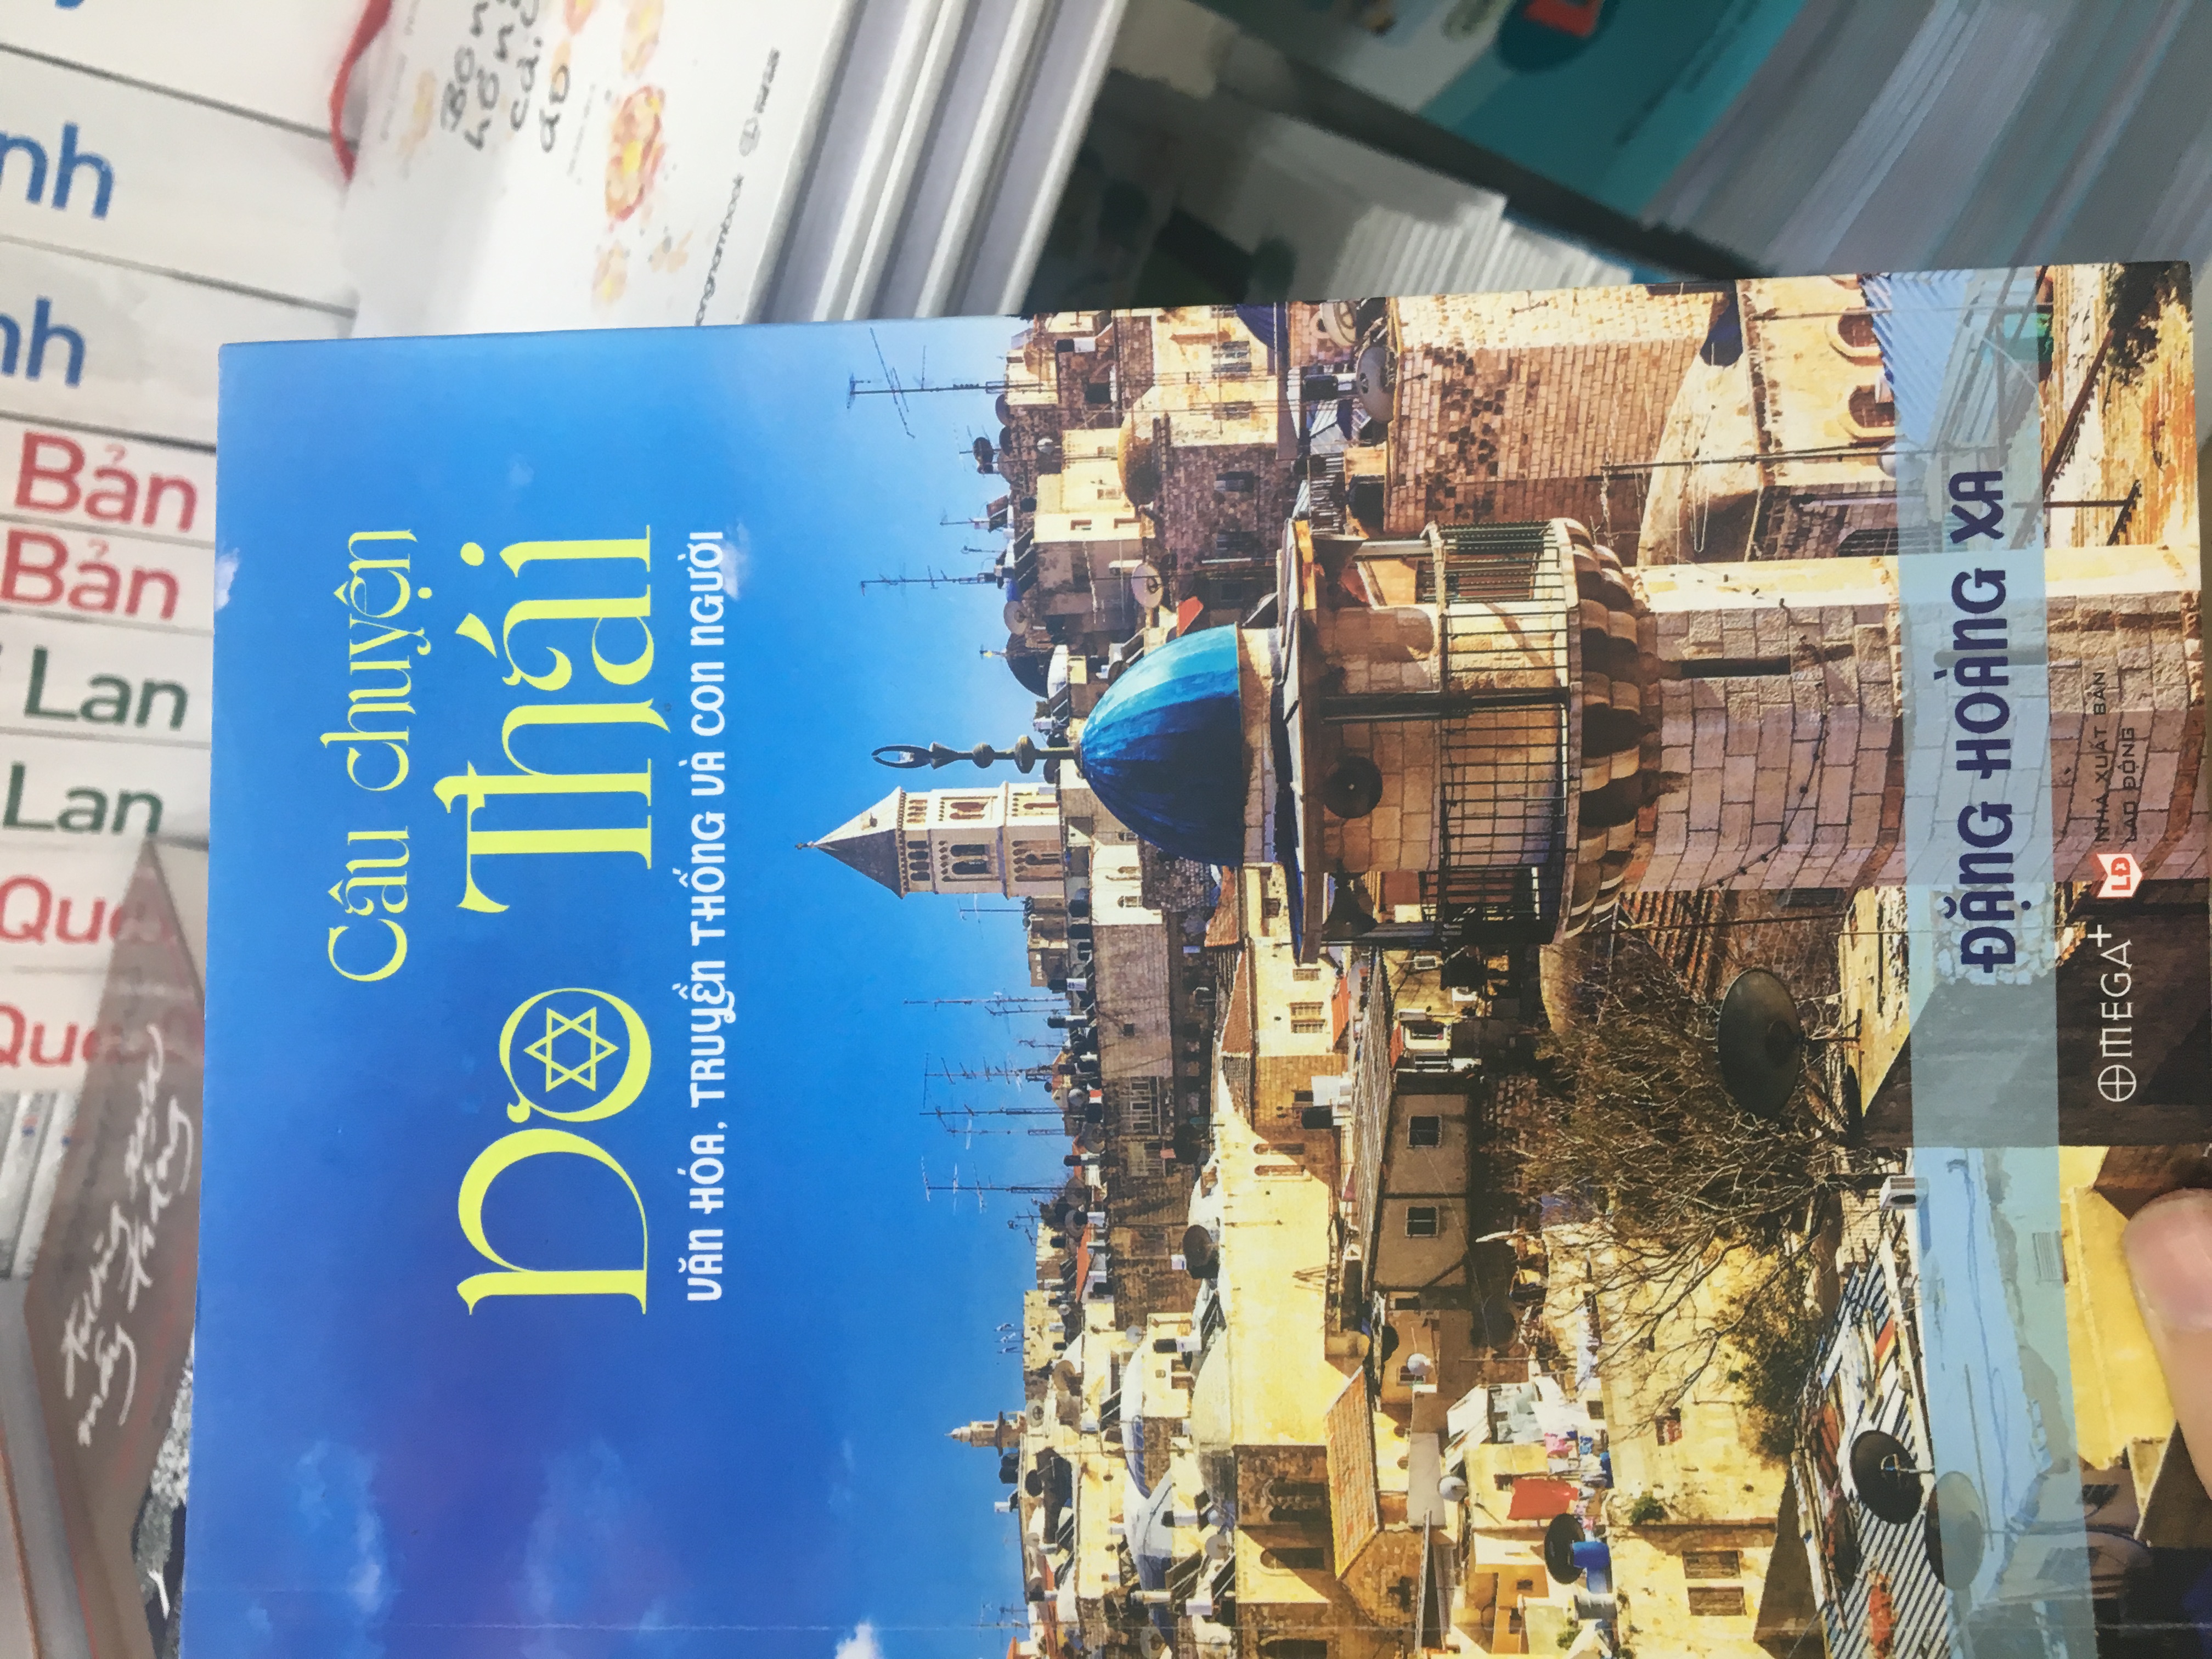 Lan
Lan
Bản
Bản
nh
nh
Câu chuyện
Do Thái
VĂN HÓA, TRUYỀN THỐNG VÀ CON NGƯỜI
ongnambook
ĐẶNG HOÀNG XA
OMEGA+
LĐ
NHÀ XUẤT BẢN
LAO ĐỘNG